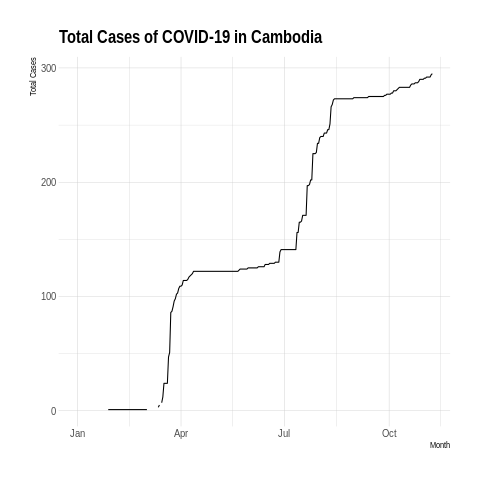 Total Cases of COVID-19 in Cambodia
Total Cases
300
200
100
0
Jan
Apr
Jul
Oct
Month